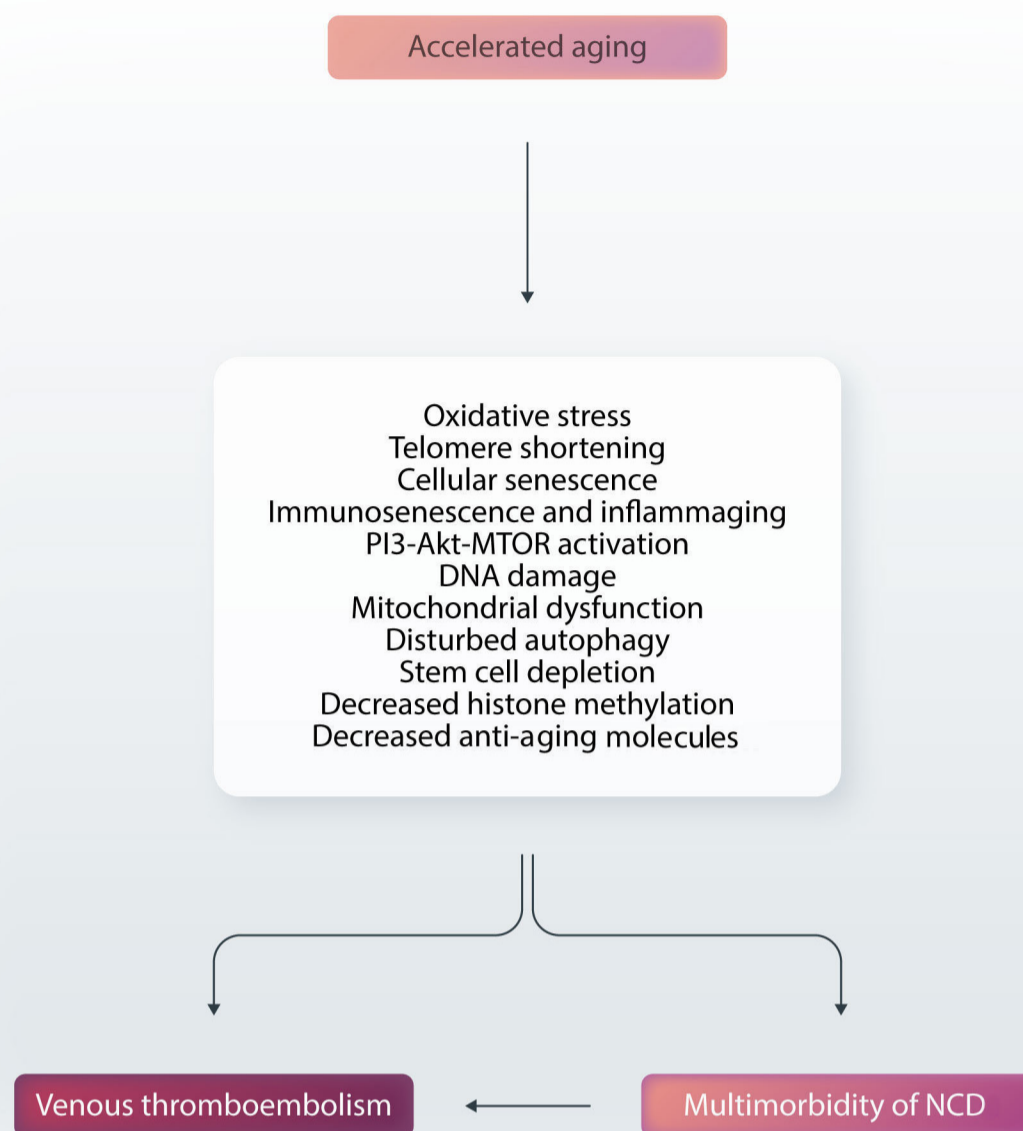 Accelerated aging
Oxidative stress
Telomere shortening
Cellular senescence
Immunosenescence and inflammaging
PI3-Akt-MTOR activation
DNA damage
Mitochondrial dysfunction
Disturbed autophagy
Stem cell depletion
Decreased histone methylation
Decreased anti-aging molecules
Venous thromboembolism
Multimorbidity of NCD